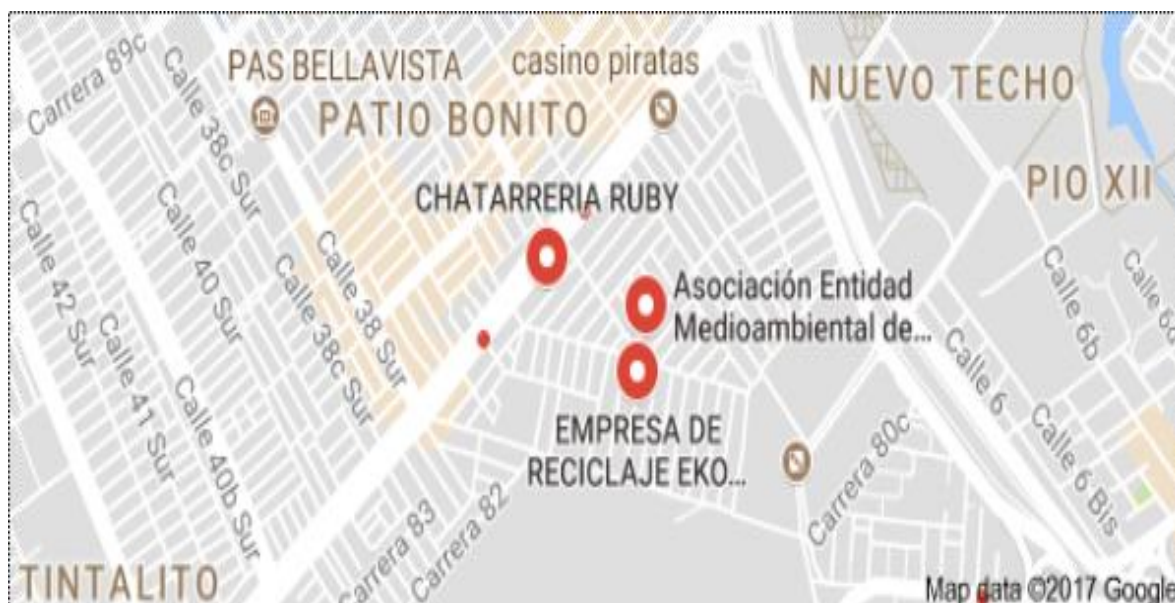 Carrera 89c
Calle 38c Sur
PAS BELLAVISTA
casino piratas
PATIO BONITO
NUEVO TECHO
PIO XII
CHATARRERIA RUBY
Calle 42 Sur
Calle 40 Sur
Calle 38 Sur
Calle 38c Sur
Asociación Entidad
Medioambiental de...
Calle 6b
Calle 41 Sur
Calle 40b Sur
Calle 6
EMPRESA DE
RECICLAJE EKO...
Carrera 80c
Calle 6 Bis
Carrera 83
Carrera 82
TINTALITO
Map data ©2017 Google